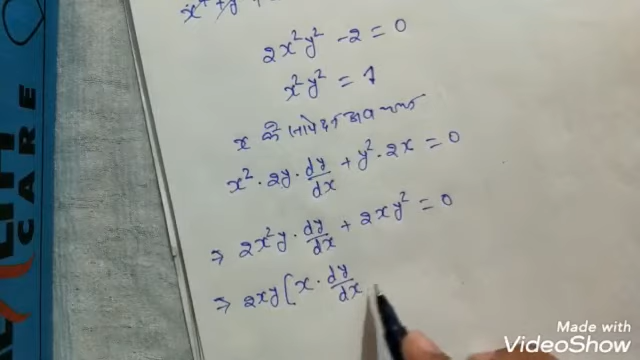 CARE
2x²y² - 2 = 0
x²y² = 1
x के सापेक्ष
x² · 2y · dy/dx + y² · 2x = 0
⇒ 2x²y · dy/dx + 2xy² = 0
⇒ 2xy[x · dy/dx
Made with
VideoShow